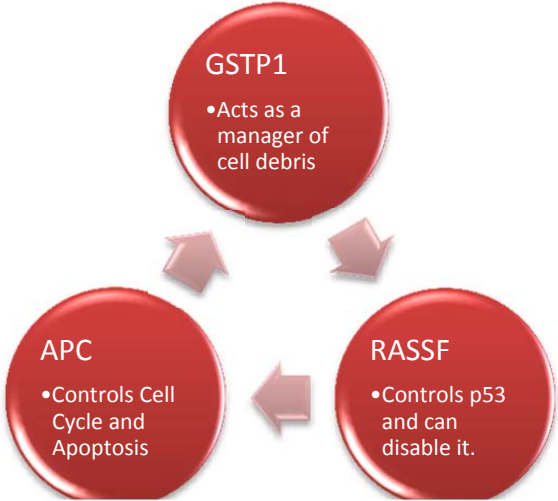 GSTP1
•Acts as a
manager of
cell debris
APC
•Controls Cell
Cycle and
Apoptosis
RASSF
•Controls p53
and can
disable it.